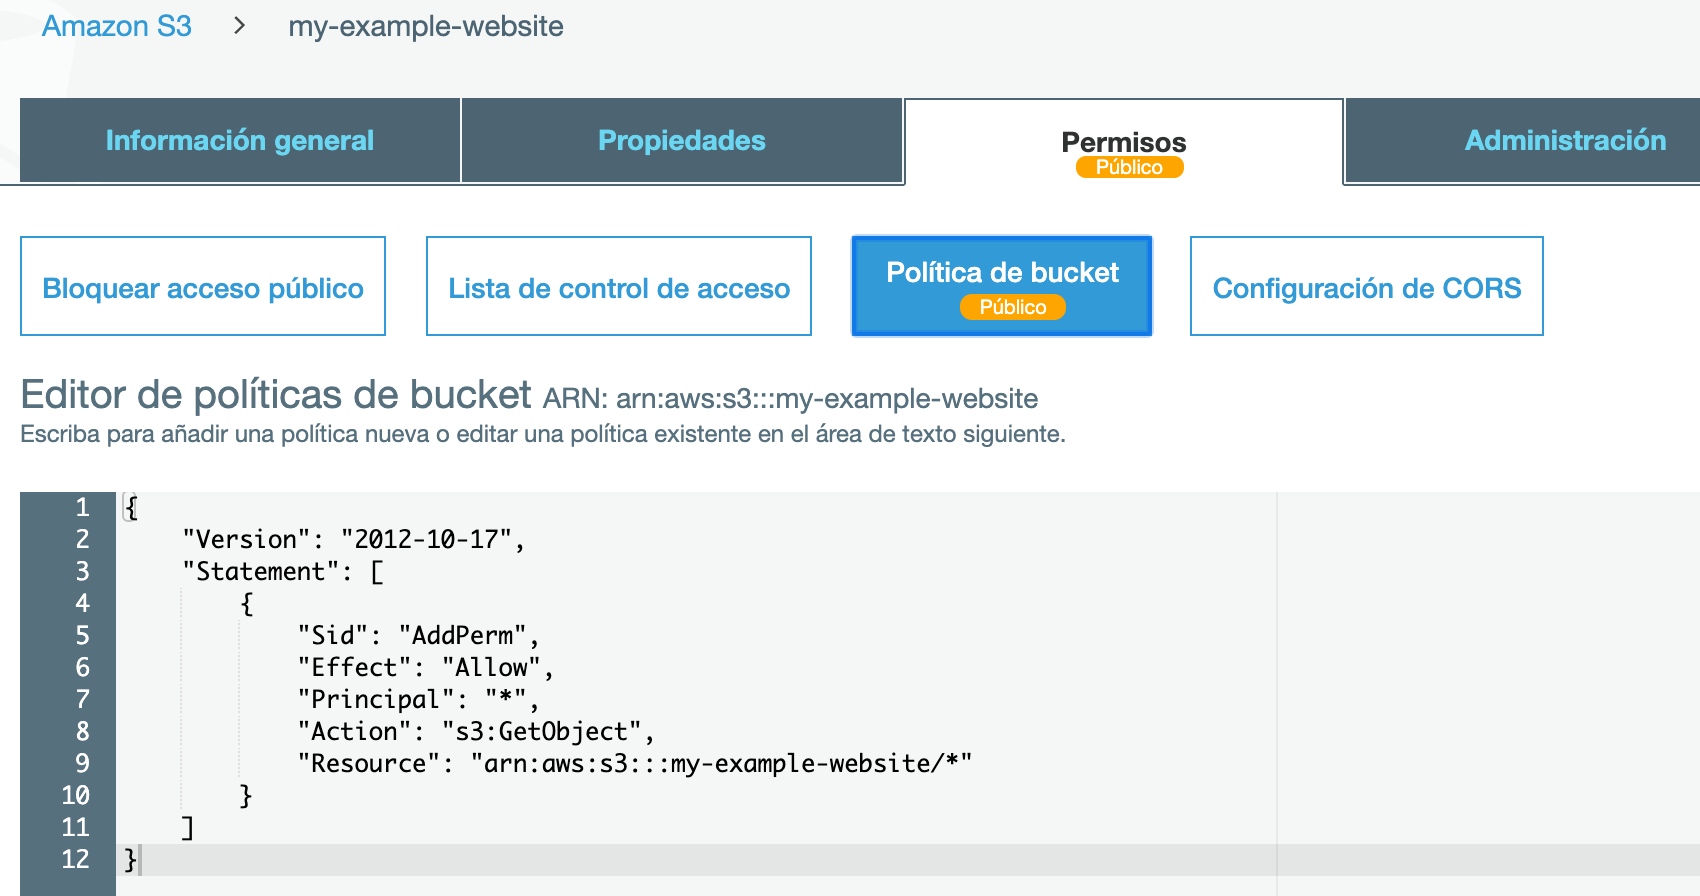 Amazon S3 > my-example-website
Información general Propiedades Permisos Administración
Público
Bloquear acceso público Lista de control de acceso Política de bucket Configuración de CORS
Público
Editor de políticas de bucket ARN: arn:aws:s3:::my-example-website
Escriba para añadir una política nueva o editar una política existente en el área de texto siguiente.
1 {
2     "Version": "2012-10-17",
3     "Statement": [
4         {
5             "Sid": "AddPerm",
6             "Effect": "Allow",
7             "Principal": "*",
8             "Action": "s3:GetObject",
9             "Resource": "arn:aws:s3:::my-example-website/*"
10         }
11     ]
12 }